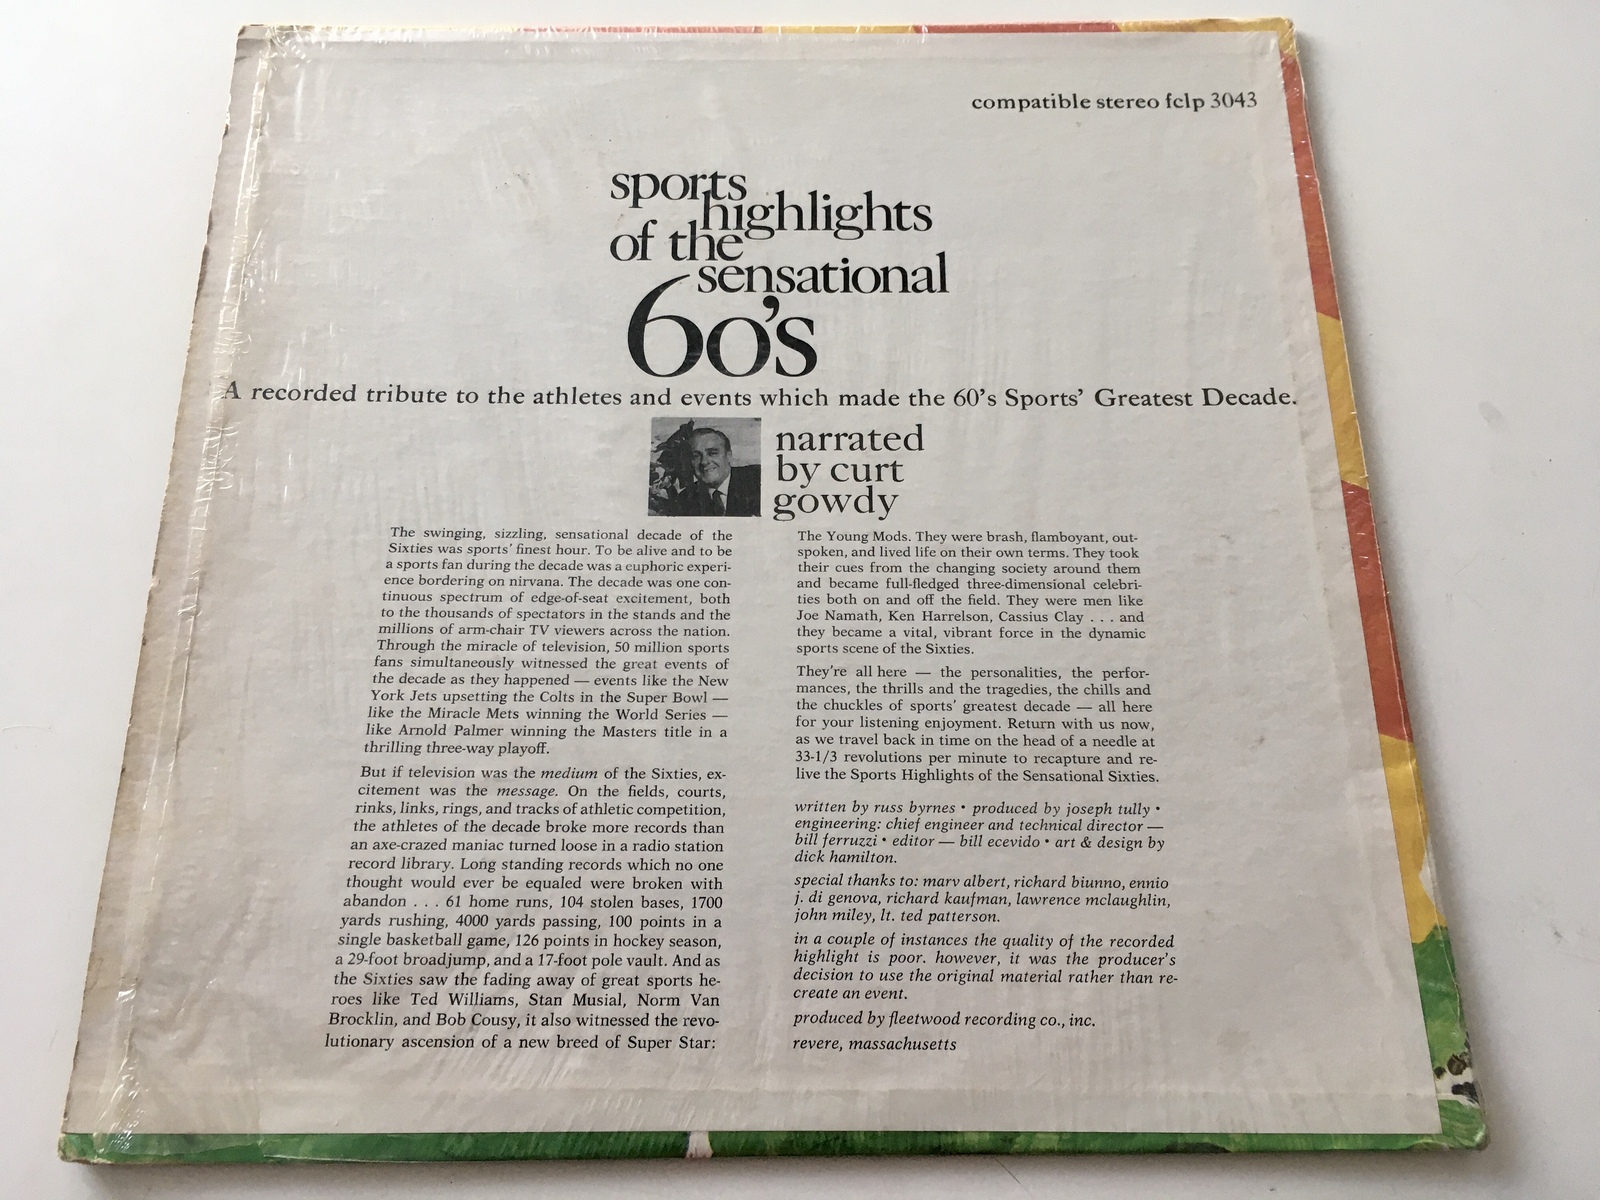 compatible stereo fclp 3043
sports
highlights
of the
sensational
60's
A recorded tribute to the athletes and events which made the 60's Sports' Greatest Decade.
narrated
by curt
gowdy
The swinging, sizzling, sensational decade of the
Sixties was sports' finest hour. To be alive and to be
a sports fan during the decade was a euphoric experi-
ence bordering on nirvana. The decade was one con-
tinuous spectrum of edge-of-seat excitement, both
to the thousands of spectators in the stands and the
millions of arm-chair TV viewers across the nation.
Through the miracle of television, 50 million sports
fans simultaneously witnessed the great events of
the decade as they happened — events like the New
York Jets upsetting the Colts in the Super Bowl —
like the Miracle Mets winning the World Series —
like Arnold Palmer winning the Masters title in a
thrilling three-way playoff.
But if television was the medium of the Sixties, ex-
citement was the message. On the fields, courts,
rinks, links, rings, and tracks of athletic competition,
the athletes of the decade broke more records than
an axe-crazed maniac turned loose in a radio station
record library. Long standing records which no one
thought would ever be equaled were broken with
abandon . . . 61 home runs, 104 stolen bases, 1700
yards rushing, 4000 yards passing, 100 points in a
single basketball game, 126 points in hockey season,
a 29-foot broadjump, and a 17-foot pole vault. And as
the Sixties saw the fading away of great sports he-
roes like Ted Williams, Stan Musial, Norm Van
Brocklin, and Bob Cousy, it also witnessed the revo-
lutionary ascension of a new breed of Super Star:
The Young Mods. They were brash, flamboyant, out-
spoken, and lived life on their own terms. They took
their cues from the changing society around them
and became full-fledged three-dimensional celebri-
ties both on and off the field. They were men like
Joe Namath, Ken Harrelson, Cassius Clay . . . and
they became a vital, vibrant force in the dynamic
sports scene of the Sixties.
They're all here — the personalities, the perfor-
mances, the thrills and the tragedies, the chills and
the chuckles of sports' greatest decade — all here
for your listening enjoyment. Return with us now,
as we travel back in time on the head of a needle at
33-1/3 revolutions per minute to recapture and re-
live the Sports Highlights of the Sensational Sixties.
written by russ byrnes • produced by joseph tully •
engineering: chief engineer and technical director —
bill ferruzzi • editor — bill ecevido • art & design by
dick hamilton.
special thanks to: marv albert, richard biunno, ennio
j. di genova, richard kaufman, lawrence mclaughlin,
john miley, lt. ted patterson.
in a couple of instances the quality of the recorded
highlight is poor. however, it was the producer's
decision to use the original material rather than re-
create an event.
produced by fleetwood recording co., inc.
revere, massachusetts